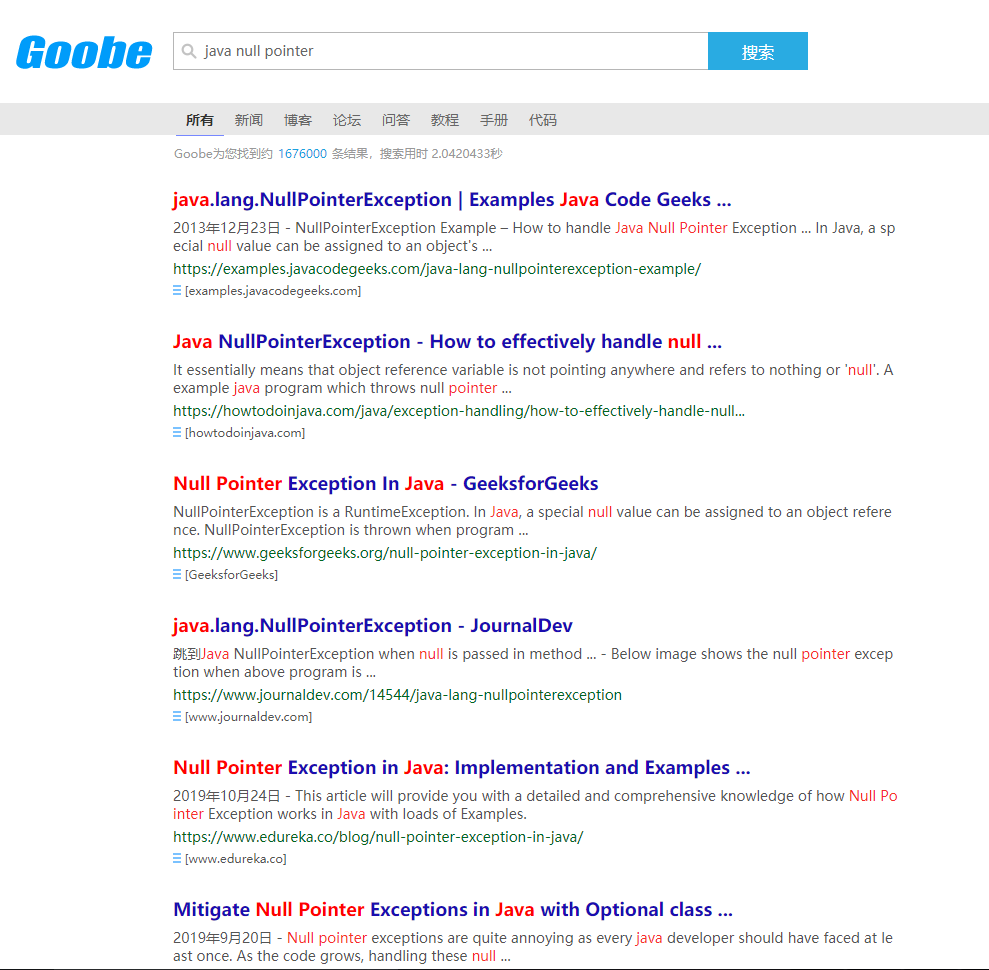 Goobe
java null pointer
搜索
所有 新闻 博客 论坛 问答 教程 手册 代码
Goobe为您找到约 1676000 条结果，搜索用时 2.0420433秒
java.lang.NullPointerException | Examples Java Code Geeks ...
2013年12月23日 - NullPointerException Example – How to handle Java Null Pointer Exception ... In Java, a sp
ecial null value can be assigned to an object's ...
https://examples.javacodegeeks.com/java-lang-nullpointerexception-example/
[examples.javacodegeeks.com]
Java NullPointerException - How to effectively handle null ...
It essentially means that object reference variable is not pointing anywhere and refers to nothing or 'null'. A
example java program which throws null pointer ...
https://howtodoinjava.com/java/exception-handling/how-to-effectively-handle-null...
[howtodoinjava.com]
Null Pointer Exception In Java - GeeksforGeeks
NullPointerException is a RuntimeException. In Java, a special null value can be assigned to an object refere
nce. NullPointerException is thrown when program ...
https://www.geeksforgeeks.org/null-pointer-exception-in-java/
[GeeksforGeeks]
java.lang.NullPointerException - JournalDev
跳到Java NullPointerException when null is passed in method ... - Below image shows the null pointer excep
tion when above program is ...
https://www.journaldev.com/14544/java-lang-nullpointerexception
[www.journaldev.com]
Null Pointer Exception in Java: Implementation and Examples ...
2019年10月24日 - This article will provide you with a detailed and comprehensive knowledge of how Null Po
inter Exception works in Java with loads of Examples.
https://www.edureka.co/blog/null-pointer-exception-in-java/
[www.edureka.co]
Mitigate Null Pointer Exceptions in Java with Optional class ...
2019年9月20日 - Null pointer exceptions are quite annoying as every java developer should have faced at le
ast once. As the code grows, handling these null ...